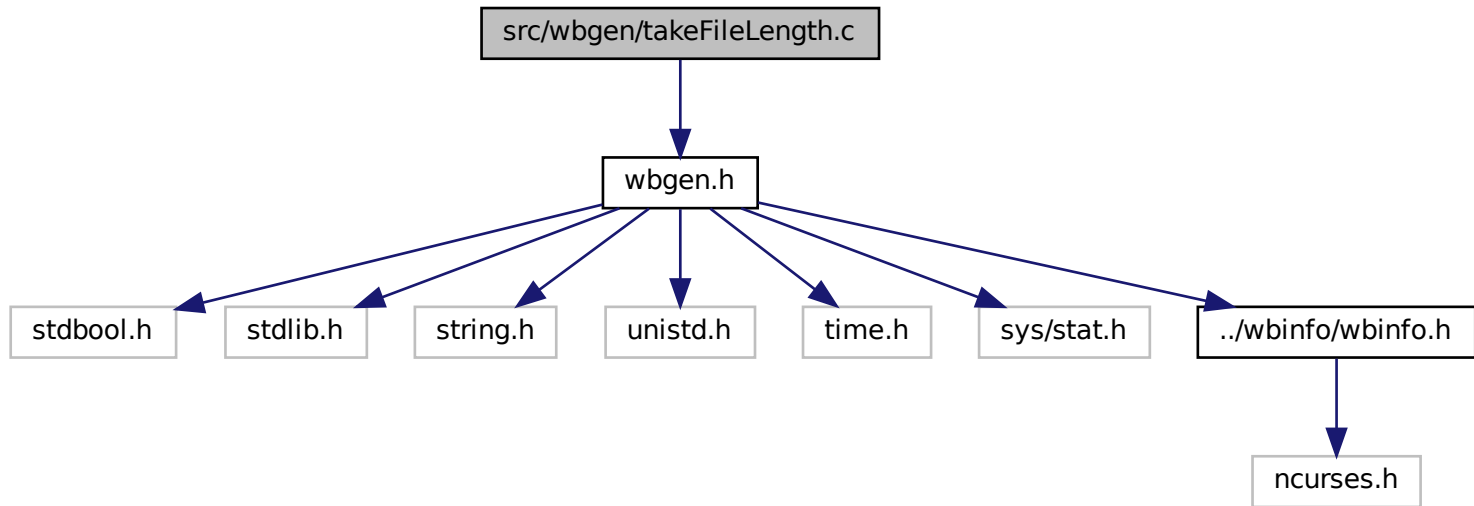 src/wbgen/takeFileLength.c
wbgen.h
stdbool.h
stdlib.h
string.h
unistd.h
time.h
sys/stat.h
../wbinfo/wbinfo.h
ncurses.h